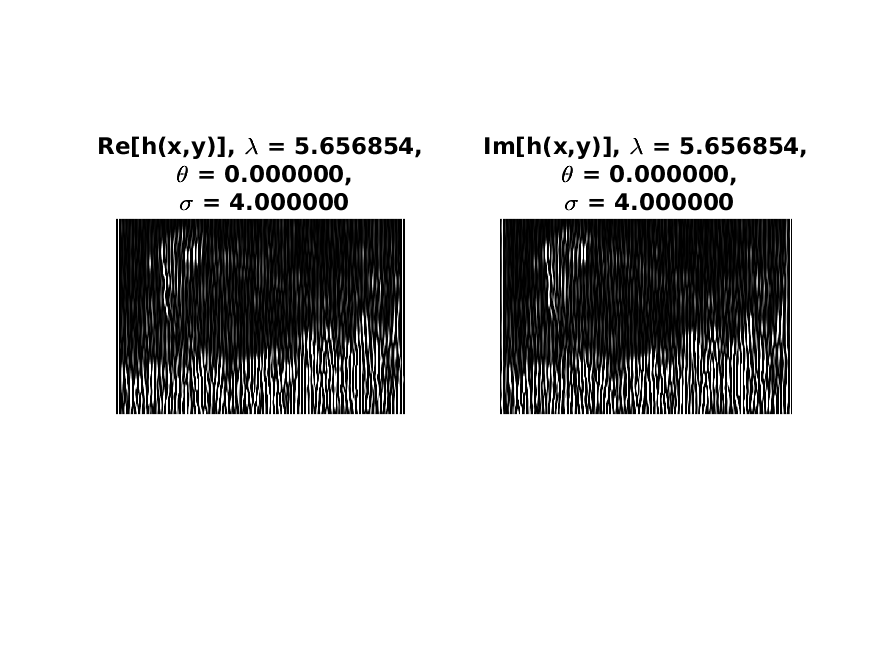 Re[h(x,y)], λ = 5.656854,
θ = 0.000000,
σ = 4.000000
Im[h(x,y)], λ = 5.656854,
θ = 0.000000,
σ = 4.000000